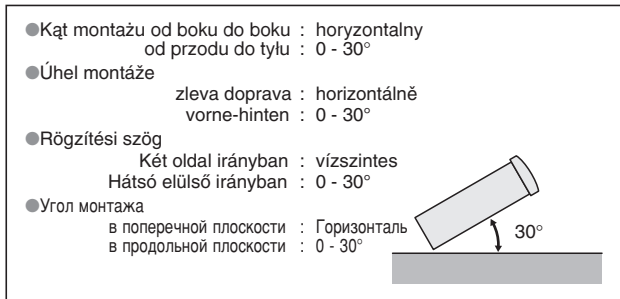 ●Kąt montażu od boku do boku : horyzontalny
od przodu do tyłu : 0 - 30°
●Úhel montáže
zleva doprava : horizontálně
vorne-hinten : 0 - 30°
●Rögzítési szög
Két oldal irányban : vízszintes
Hátsó elülső irányban : 0 - 30°
●Угол монтажа
в поперечной плоскости : Горизонталь
в продольной плоскости : 0 - 30°
30°